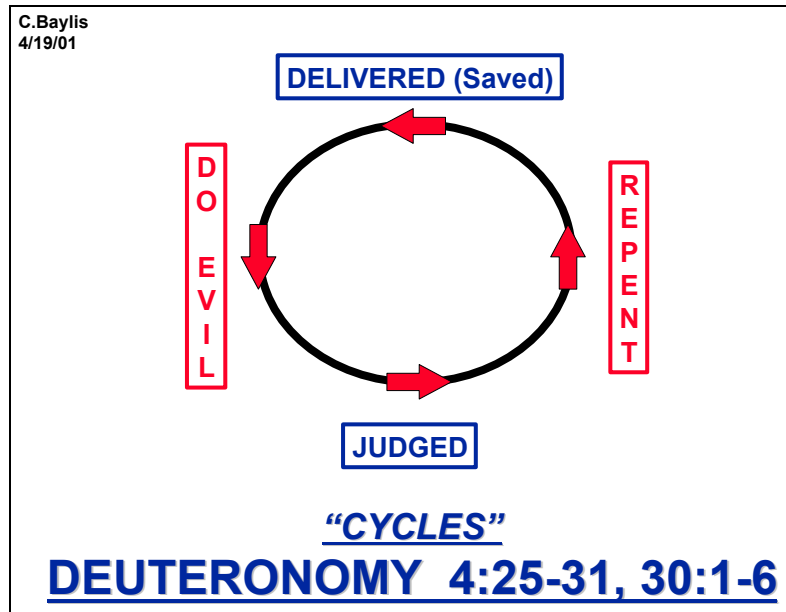 C.Baylis
4/19/01
DELIVERED (Saved)
DO EVIL
REPENT
JUDGED
“CYCLES”
DEUTERONOMY 4:25-31, 30:1-6